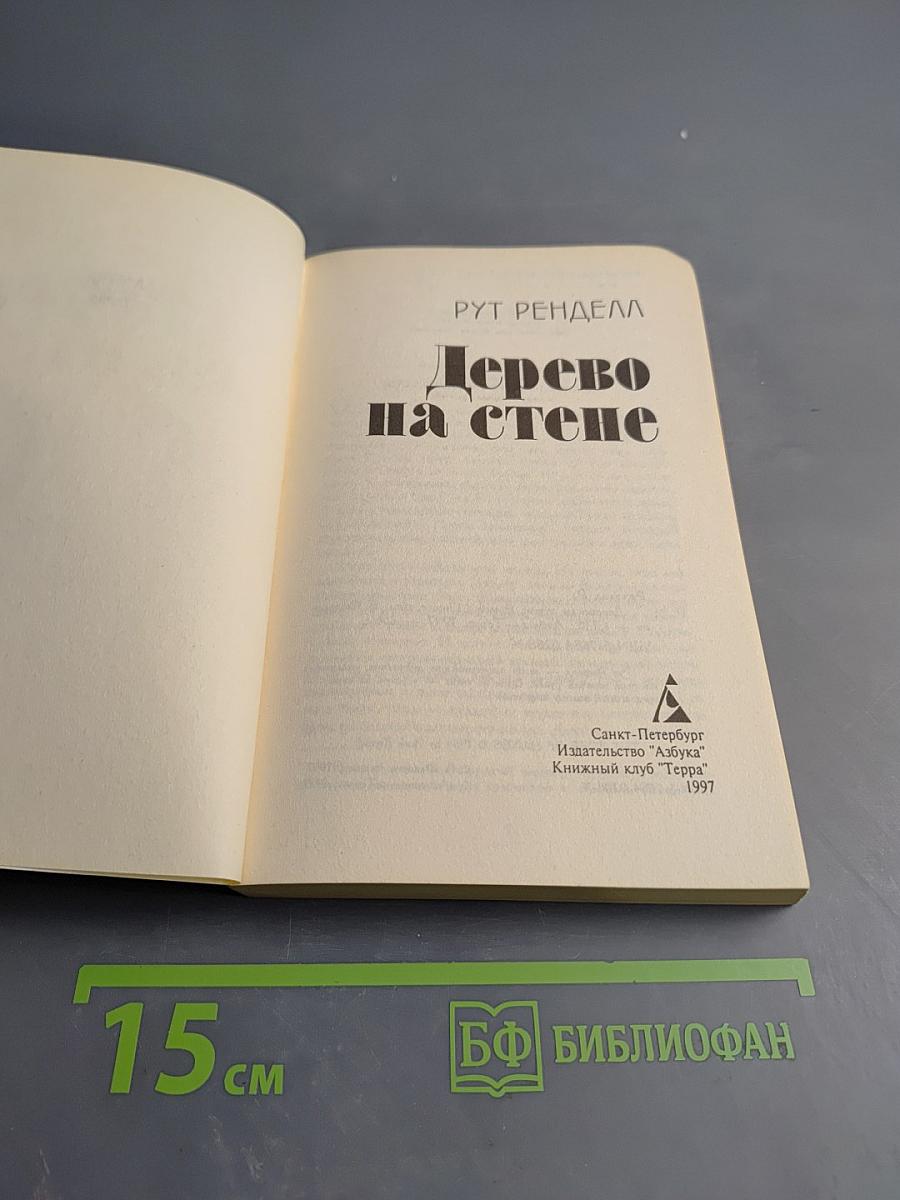 РУТ РЕНДЕЛЛ
Дерево
на стене
Санкт-Петербург
Издательство "Азбука"
Книжный клуб "Терра"
1997
15 см
БФ БИБЛИОФАН